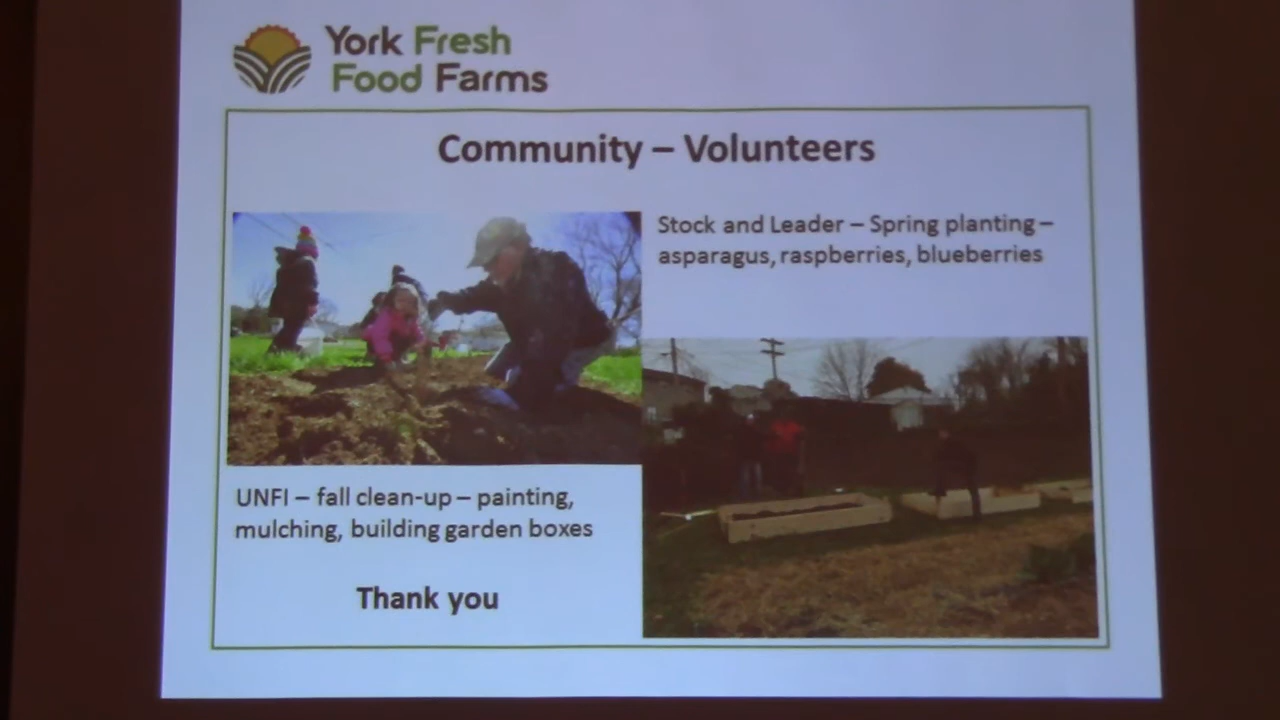 York Fresh
Food Farms
Community – Volunteers
Stock and Leader – Spring planting –
asparagus, raspberries, blueberries
UNFI – fall clean-up – painting,
mulching, building garden boxes
Thank you